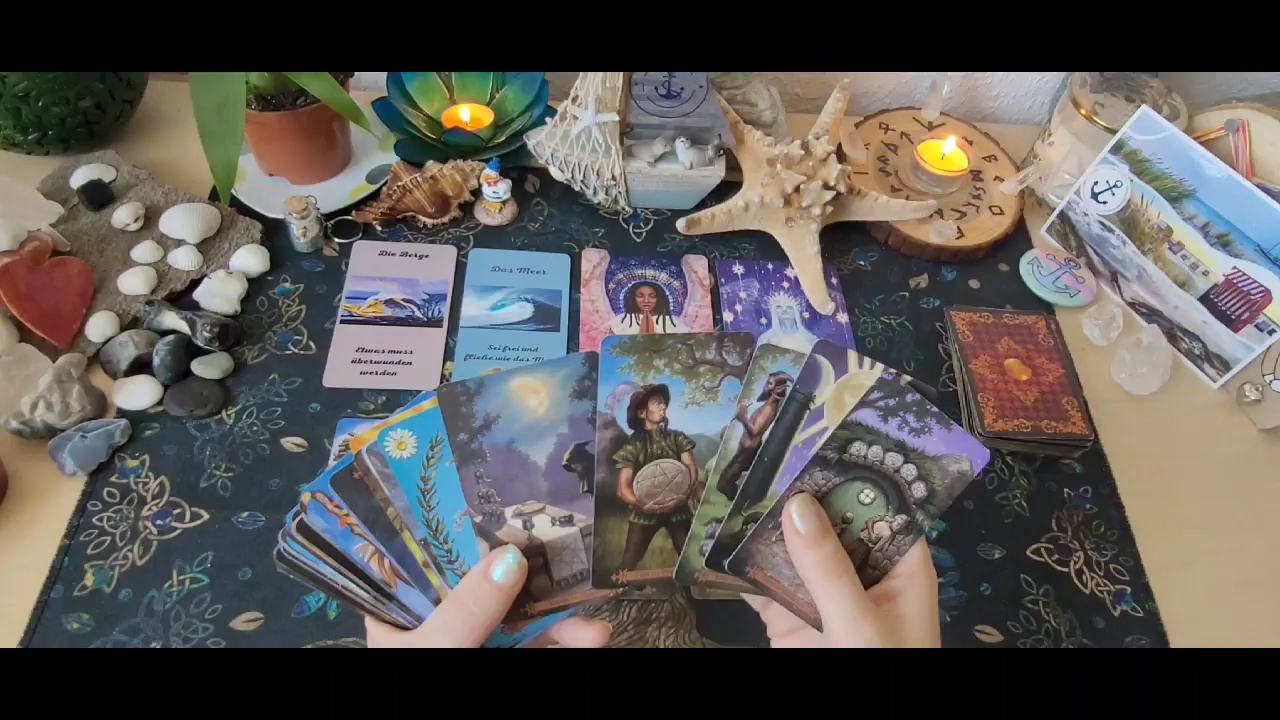 Die Berge
Etwas muss
überwunden
werden
Das Meer
Sei frei und
fließe wie das